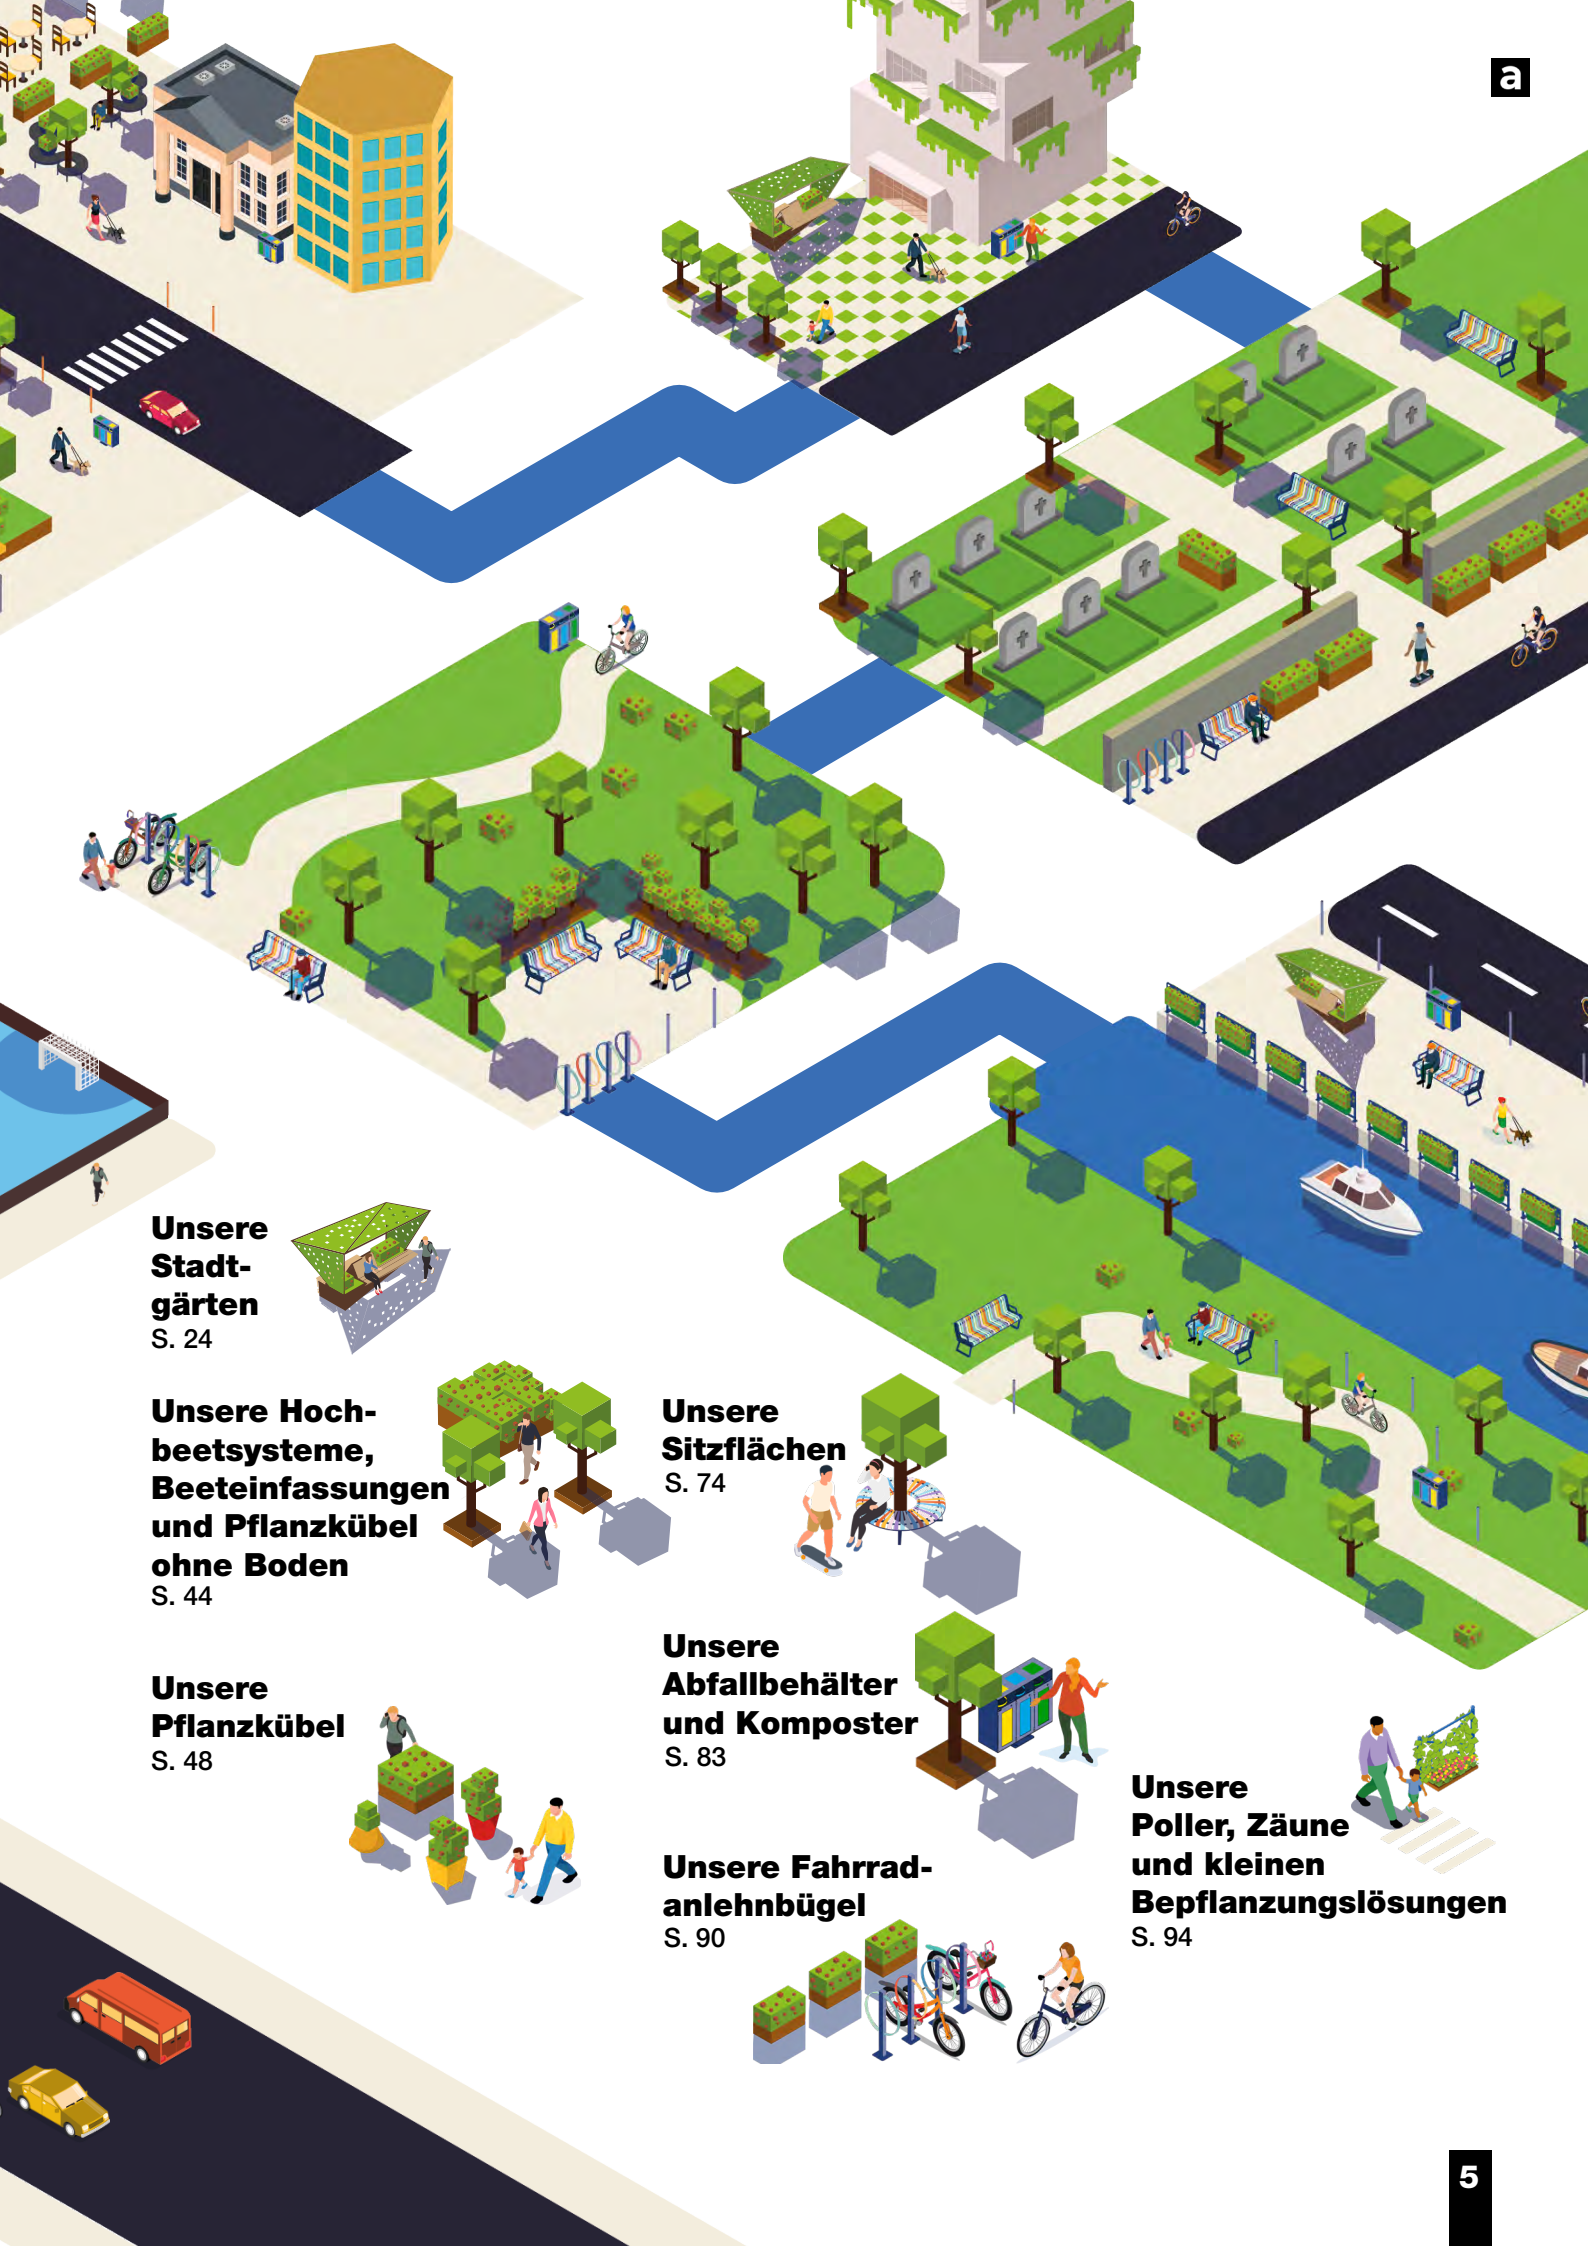 a
Unsere
Stadt-
gärten
S. 24
Unsere Hoch-
beetsysteme,
Beeteinfassungen
und Pflanzkübel
ohne Boden
S. 44
Unsere
Pflanzkübel
S. 48
Unsere
Sitzflächen
S. 74
Unsere
Abfallbehälter
und Komposter
S. 83
Unsere Fahrrad-
anlehnbügel
S. 90
Unsere
Poller, Zäune
und kleinen
Bepflanzungslösungen
S. 94
5